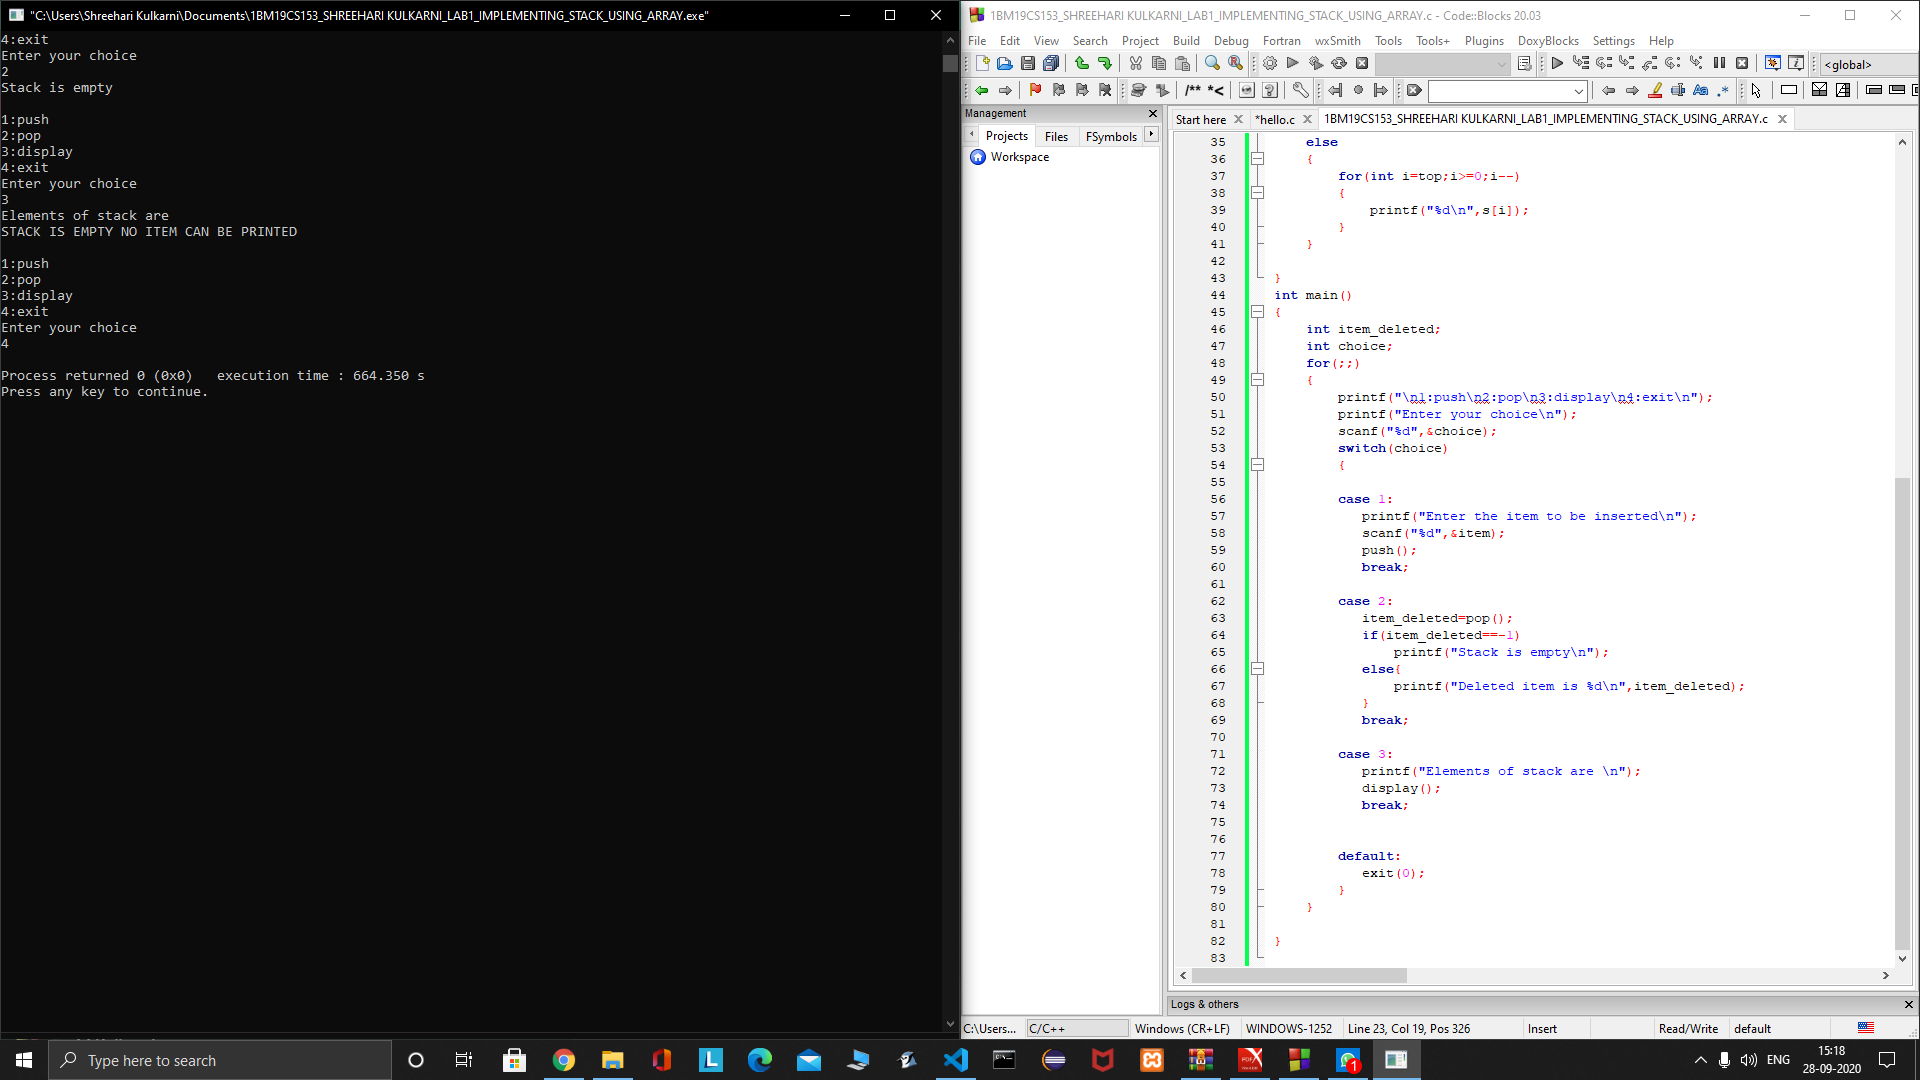 "C:\Users\Shreehari Kulkarni\Documents\1BM19CS153_SHREEHARI KULKARNI_LAB1_IMPLEMENTING_STACK_USING_ARRAY.exe"
4:exit
Enter your choice
2
Stack is empty
1:push
2:pop
3:display
4:exit
Enter your choice
3
Elements of stack are
STACK IS EMPTY NO ITEM CAN BE PRINTED
1:push
2:pop
3:display
4:exit
Enter your choice
4
Process returned 0 (0x0)   execution time : 664.350 s
Press any key to continue.
1BM19CS153_SHREEHARI KULKARNI_LAB1_IMPLEMENTING_STACK_USING_ARRAY.c - Code::Blocks 20.03
File Edit View Search Project Build Debug Fortran wxSmith Tools Tools+ Plugins DoxyBlocks Settings Help
<global>
/** *<
Management
Projects Files FSymbols
Workspace
Start here *hello.c 1BM19CS153_SHREEHARI KULKARNI_LAB1_IMPLEMENTING_STACK_USING_ARRAY.c
35 else
36 {
37 for(int i=top;i>=0;i--)
38 {
39 printf("%d\n",s[i]);
40 }
41 }
42
43 }
44 int main()
45 {
46 int item_deleted;
47 int choice;
48 for(;;)
49 {
50 printf("\n1:push\n2:pop\n3:display\n4:exit\n");
51 printf("Enter your choice\n");
52 scanf("%d",&choice);
53 switch(choice)
54 {
55
56 case 1:
57 printf("Enter the item to be inserted\n");
58 scanf("%d",&item);
59 push();
60 break;
61
62 case 2:
63 item_deleted=pop();
64 if(item_deleted==-1)
65 printf("Stack is empty\n");
66 else{
67 printf("Deleted item is %d\n",item_deleted);
68 }
69 break;
70
71 case 3:
72 printf("Elements of stack are \n");
73 display();
74 break;
75
76
77 default:
78 exit(0);
79 }
80 }
81
82 }
83
Logs & others
C:\Users... C/C++ Windows (CR+LF) WINDOWS-1252 Line 23, Col 19, Pos 326 Insert Read/Write default
Type here to search
ENG
15:18
28-09-2020